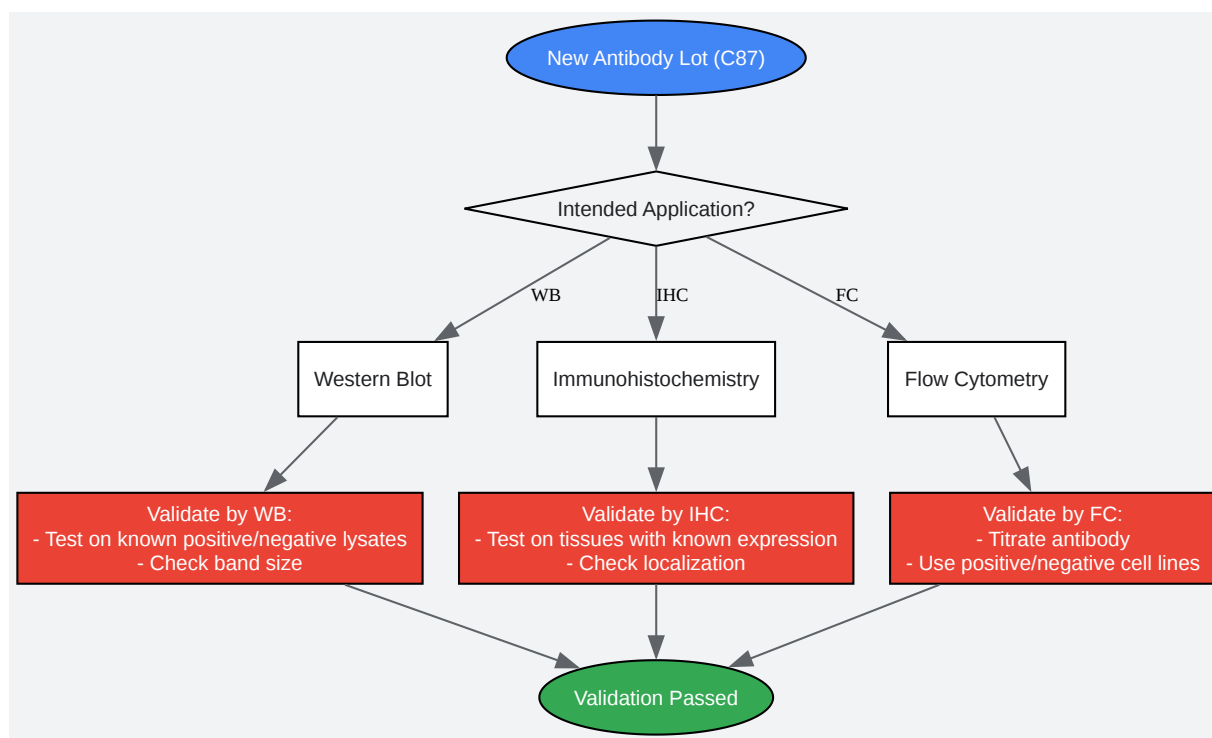 New Antibody Lot (C87)
Intended Application?
WB
IHC
FC
Western Blot
Immunohistochemistry
Flow Cytometry
Validate by WB:
- Test on known positive/negative lysates
- Check band size
Validate by IHC:
- Test on tissues with known expression
- Check localization
Validate by FC:
- Titrate antibody
- Use positive/negative cell lines
Validation Passed